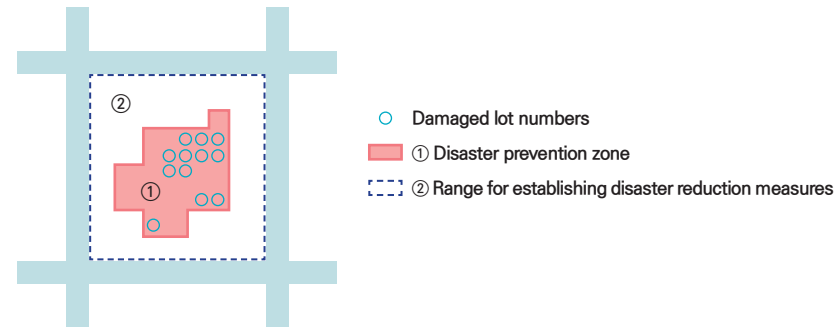 ②
①
Damaged lot numbers
① Disaster prevention zone
② Range for establishing disaster reduction measures